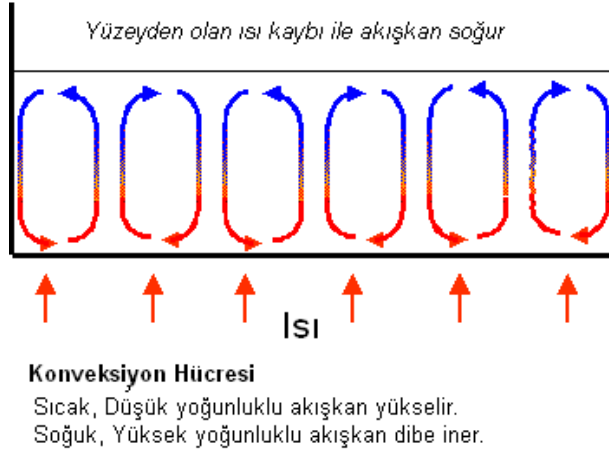 Yüzeyden olan ısı kaybı ile akışkan soğur
Isı
Konveksiyon Hücresi
Sıcak, Düşük yoğunluklu akışkan yükselir.
Soğuk, Yüksek yoğunluklu akışkan dibe iner.